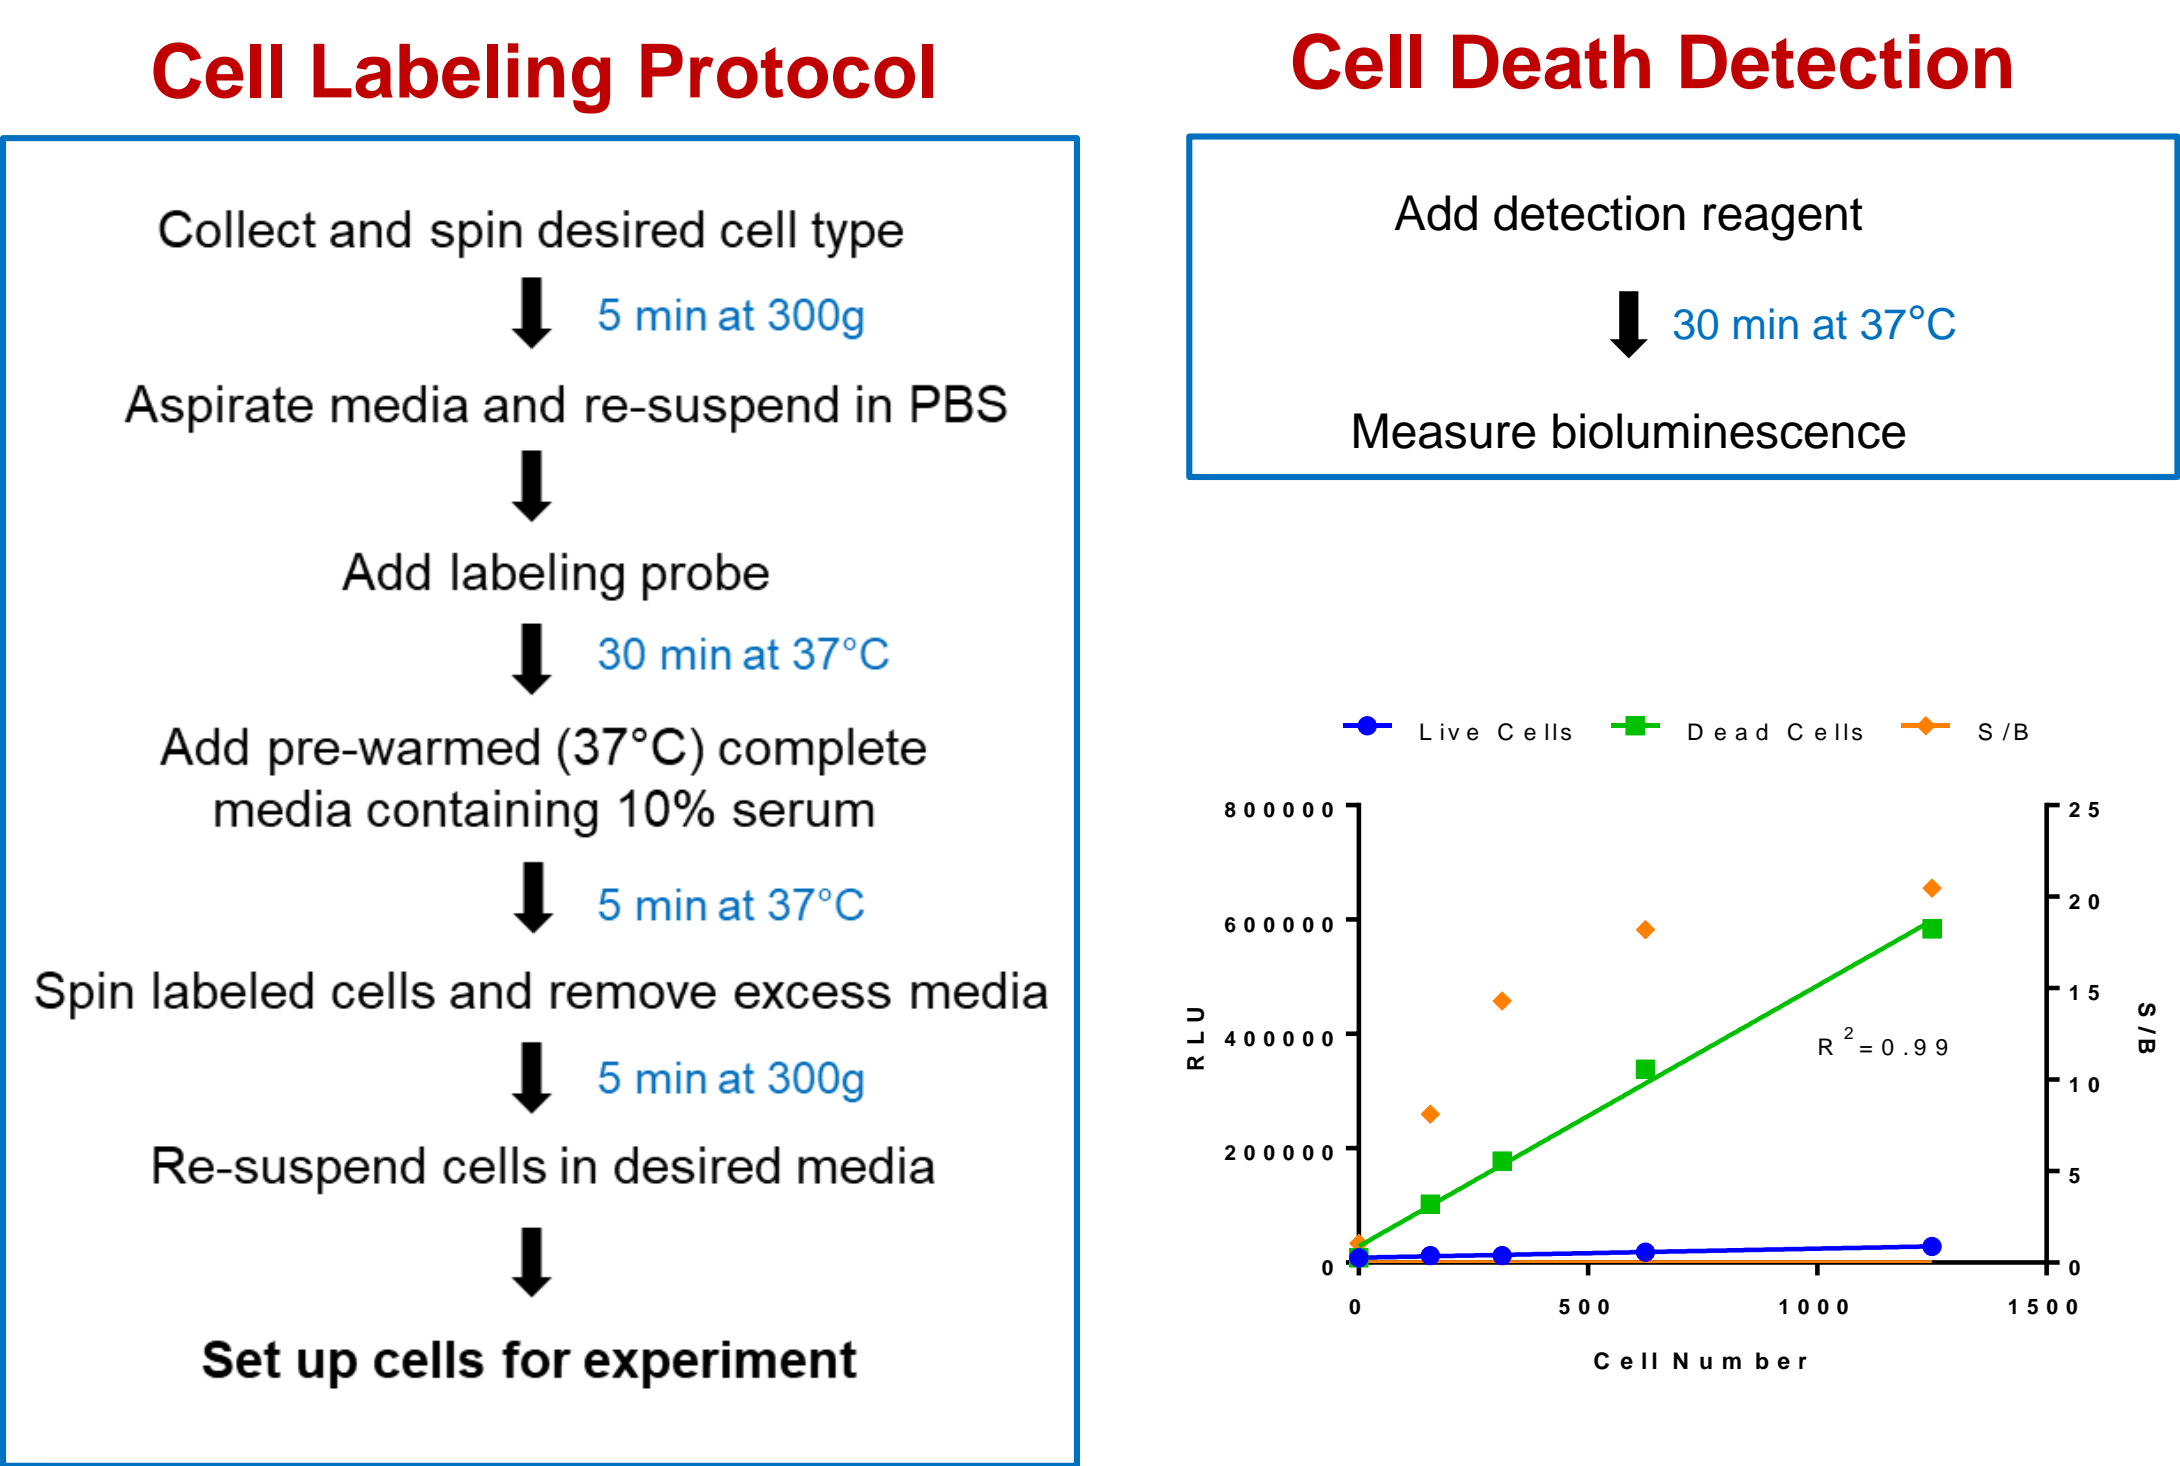 Cell Labeling Protocol
Collect and spin desired cell type
5 min at 300g
Aspirate media and re-suspend in PBS
Add labeling probe
30 min at 37°C
Add pre-warmed (37°C) complete
media containing 10% serum
5 min at 37°C
Spin labeled cells and remove excess media
5 min at 300g
Re-suspend cells in desired media
Set up cells for experiment
Cell Death Detection
Add detection reagent
30 min at 37°C
Measure bioluminescence
Live Cells Dead Cells S/B
800000
600000
400000
200000
0
RLU
25
20
15
10
5
0
S/B
R²=0.99
0 500 1000 1500
Cell Number